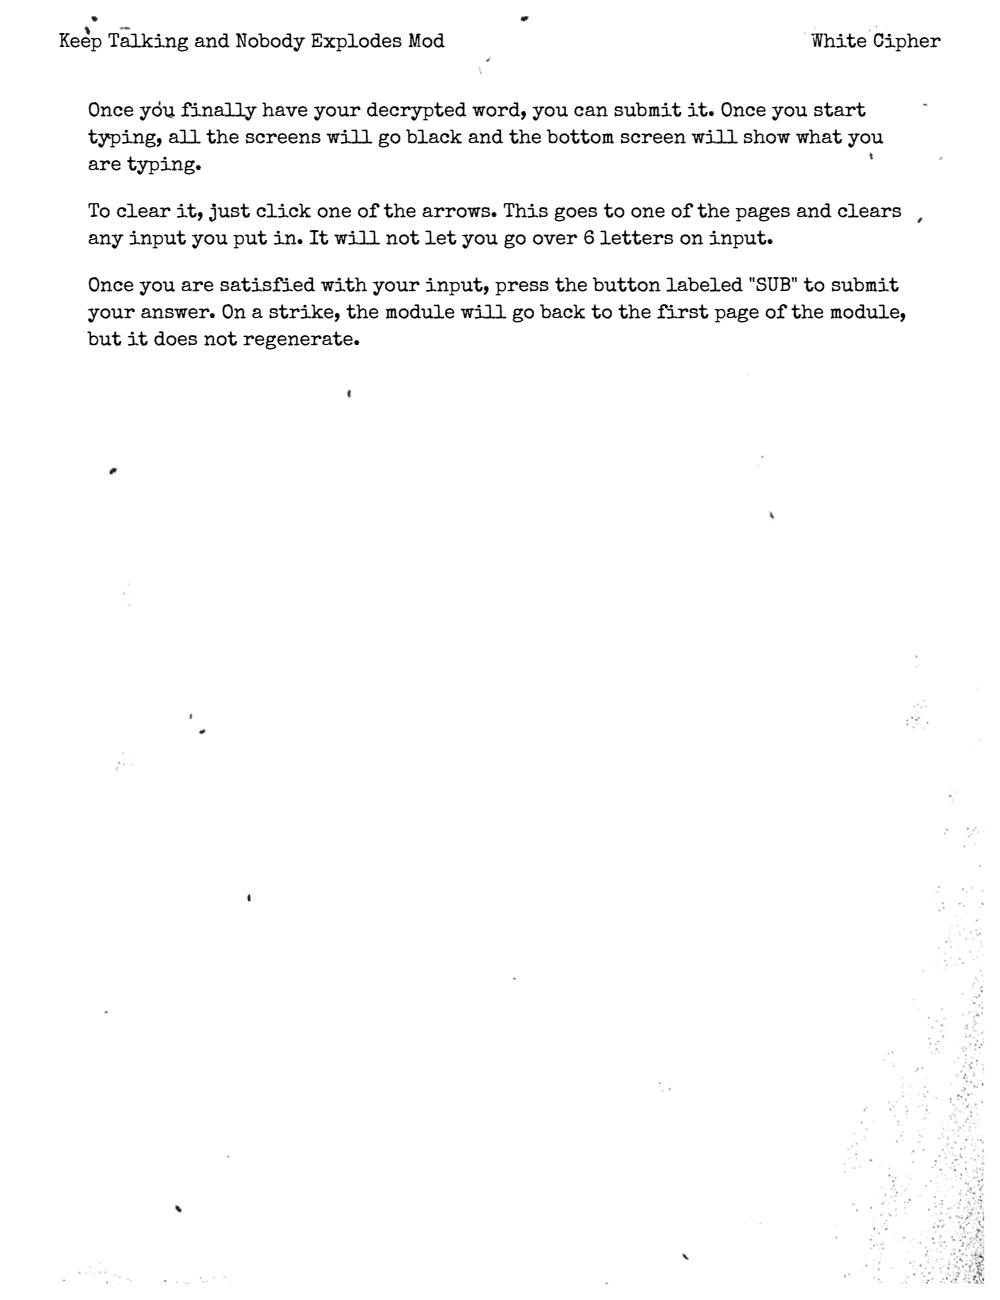 Keep Talking and Nobody Explodes Mod
White Cipher
Once you finally have your decrypted word, you can submit it. Once you start
typing, all the screens will go black and the bottom screen will show what you
are typing.
To clear it, just click one of the arrows. This goes to one of the pages and clears
any input you put in. It will not let you go over 6 letters on input.
Once you are satisfied with your input, press the button labeled "SUB" to submit
your answer. On a strike, the module will go back to the first page of the module,
but it does not regenerate.